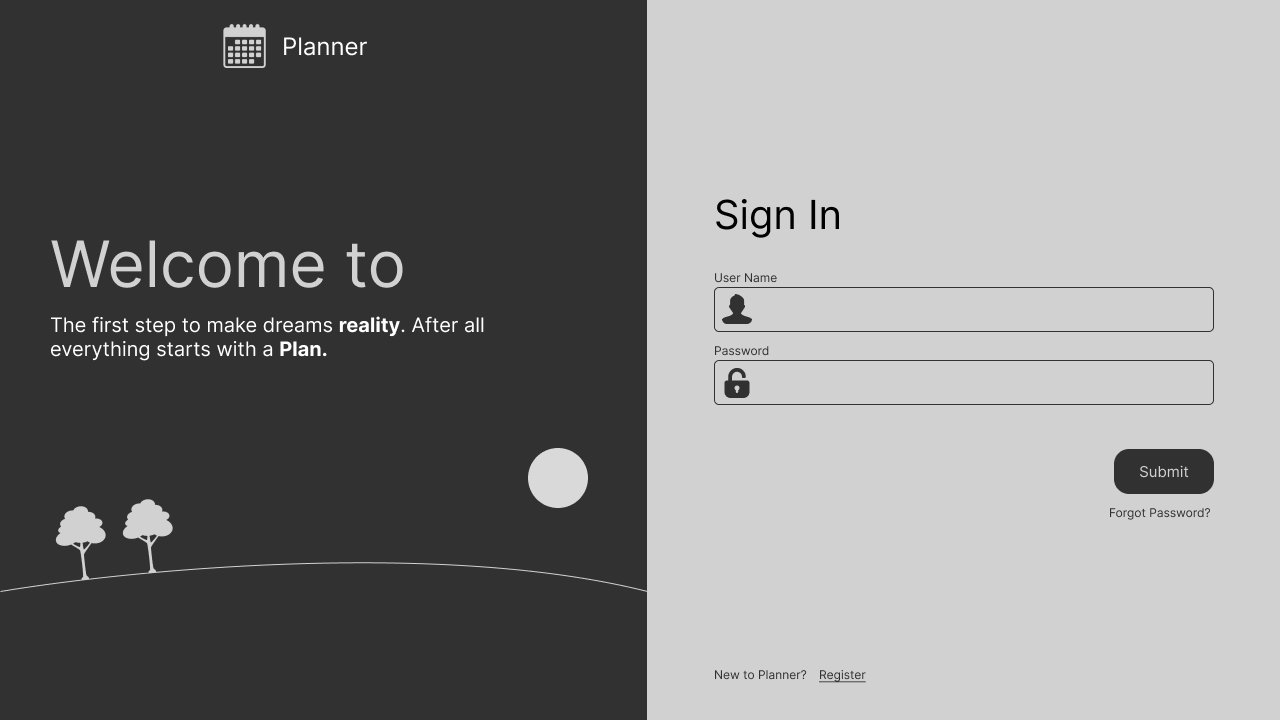 Planner
Welcome to
The first step to make dreams reality. After all
everything starts with a Plan.
Sign In
User Name
Password
Submit
Forgot Password?
New to Planner? Register